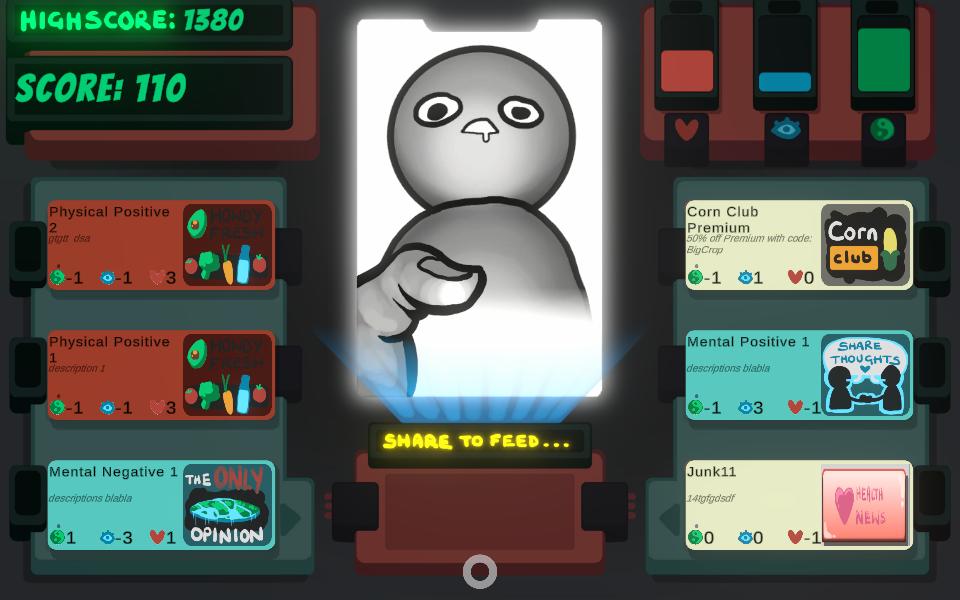 HIGHSCORE: 1380
SCORE: 110
Physical Positive
2
gtgtt dsa
-1 -1 3
HOWDY
FRESH
Physical Positive
1
description 1
-1 -1 3
HOWDY
FRESH
Mental Negative 1
descriptions blabla
1 -3 1
THE ONLY
OPINION
SHARE TO FEED...
Corn Club
Premium
50% off Premium with code:
BigCrop
-1 1 0
Corn
club
Mental Positive 1
descriptions blabla
-1 3 -1
SHARE
THOUGHTS
Junk11
14tgfgdsdf
0 0 -1
HEALTH
NEWS